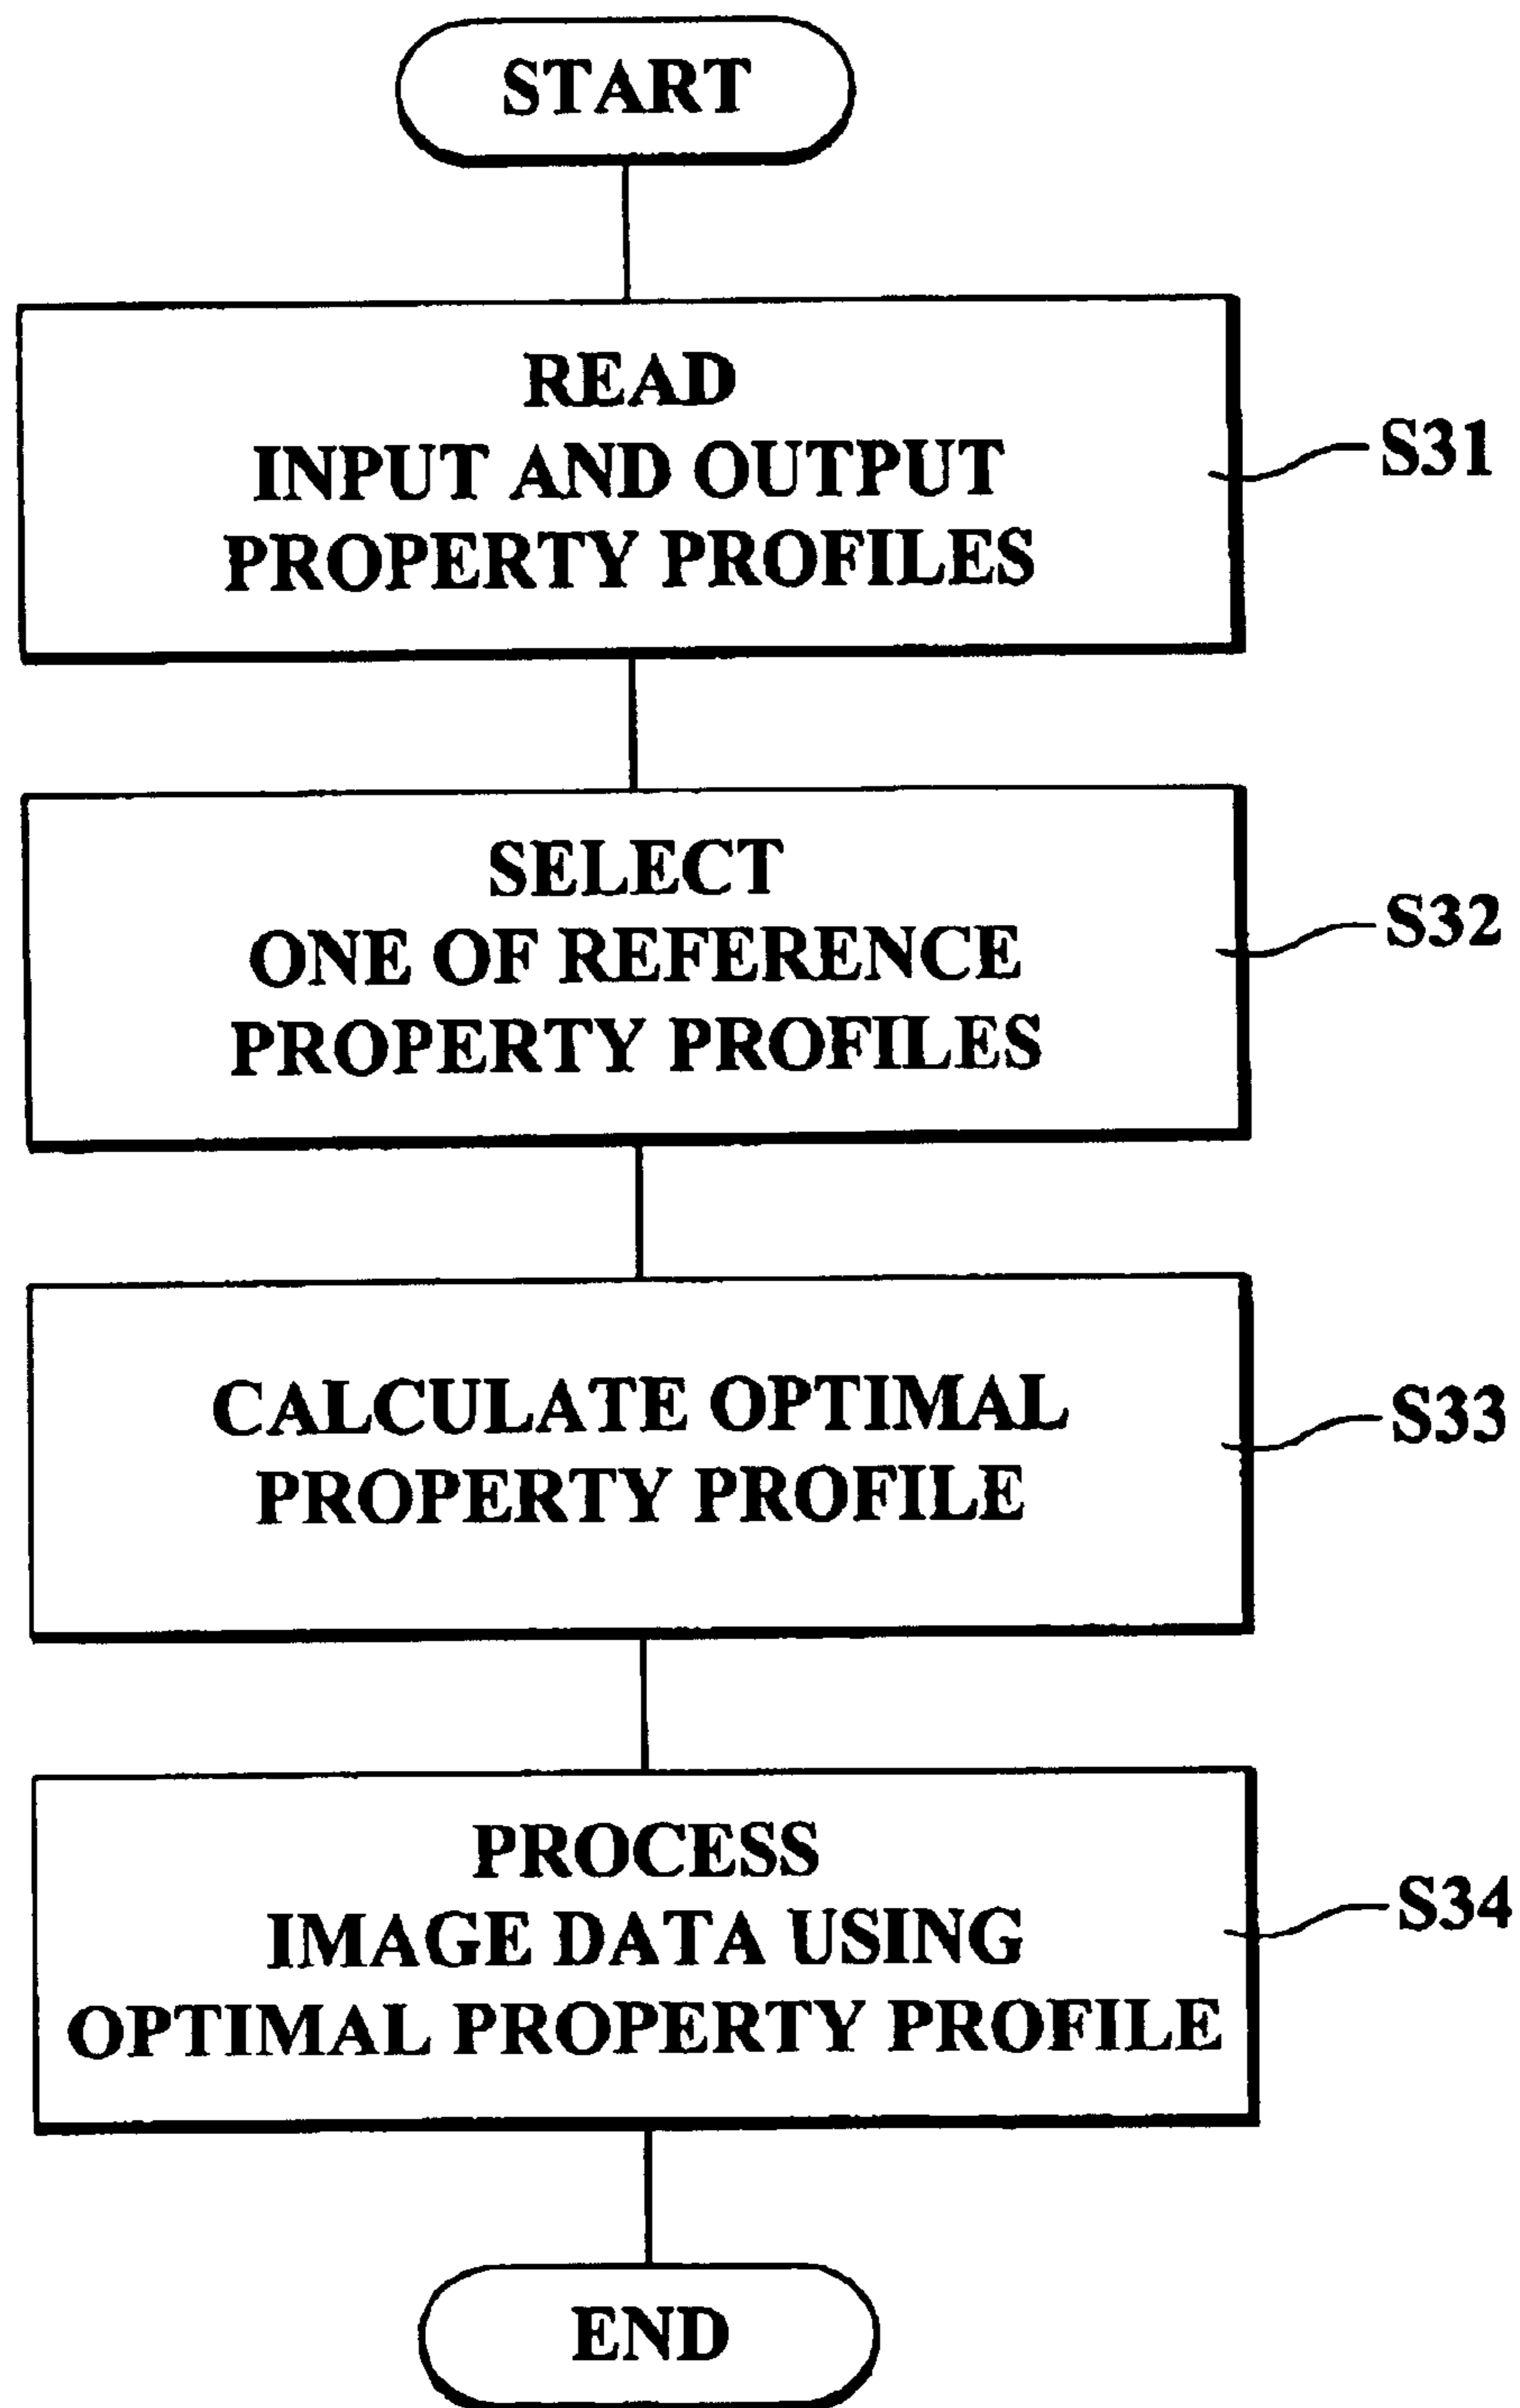 START
READ
INPUT AND OUTPUT
PROPERTY PROFILES
S31
SELECT
ONE OF REFERENCE
PROPERTY PROFILES
S32
CALCULATE OPTIMAL
PROPERTY PROFILE
S33
PROCESS
IMAGE DATA USING
OPTIMAL PROPERTY PROFILE
S34
END